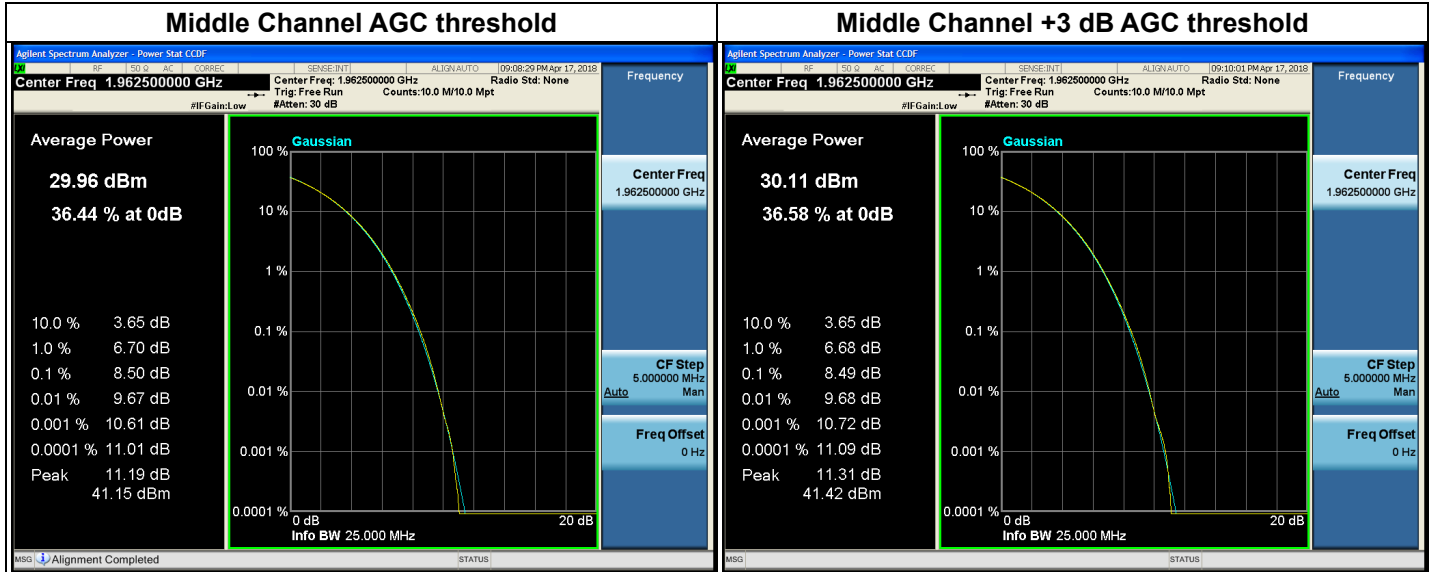 Middle Channel AGC threshold
Agilent Spectrum Analyzer - Power Stat CCDF
LXI RF 50 Ω AC CORREC SENSE:INT ALIGNAUTO 09:08:29 PM Apr 17, 2018
Center Freq 1.962500000 GHz
Center Freq: 1.962500000 GHz Radio Std: None
Trig: Free Run Counts:10.0 M/10.0 Mpt
#IFGain:Low #Atten: 30 dB
Frequency
Average Power
29.96 dBm
36.44 % at 0dB
10.0 % 3.65 dB
1.0 % 6.70 dB
0.1 % 8.50 dB
0.01 % 9.67 dB
0.001 % 10.61 dB
0.0001 % 11.01 dB
Peak 11.19 dB
41.15 dBm
Gaussian
100 %
10 %
1 %
0.1 %
0.01 %
0.001 %
0.0001 %
0 dB 20 dB
Info BW 25.000 MHz
Center Freq
1.962500000 GHz
CF Step
5.000000 MHz
Auto Man
Freq Offset
0 Hz
MSG Alignment Completed STATUS
Middle Channel +3 dB AGC threshold
Agilent Spectrum Analyzer - Power Stat CCDF
LXI RF 50 Ω AC CORREC SENSE:INT ALIGNAUTO 09:10:01 PM Apr 17, 2018
Center Freq 1.962500000 GHz
Center Freq: 1.962500000 GHz Radio Std: None
Trig: Free Run Counts:10.0 M/10.0 Mpt
#IFGain:Low #Atten: 30 dB
Frequency
Average Power
30.11 dBm
36.58 % at 0dB
10.0 % 3.65 dB
1.0 % 6.68 dB
0.1 % 8.49 dB
0.01 % 9.68 dB
0.001 % 10.72 dB
0.0001 % 11.09 dB
Peak 11.31 dB
41.42 dBm
Gaussian
100 %
10 %
1 %
0.1 %
0.01 %
0.001 %
0.0001 %
0 dB 20 dB
Info BW 25.000 MHz
Center Freq
1.962500000 GHz
CF Step
5.000000 MHz
Auto Man
Freq Offset
0 Hz
MSG STATUS